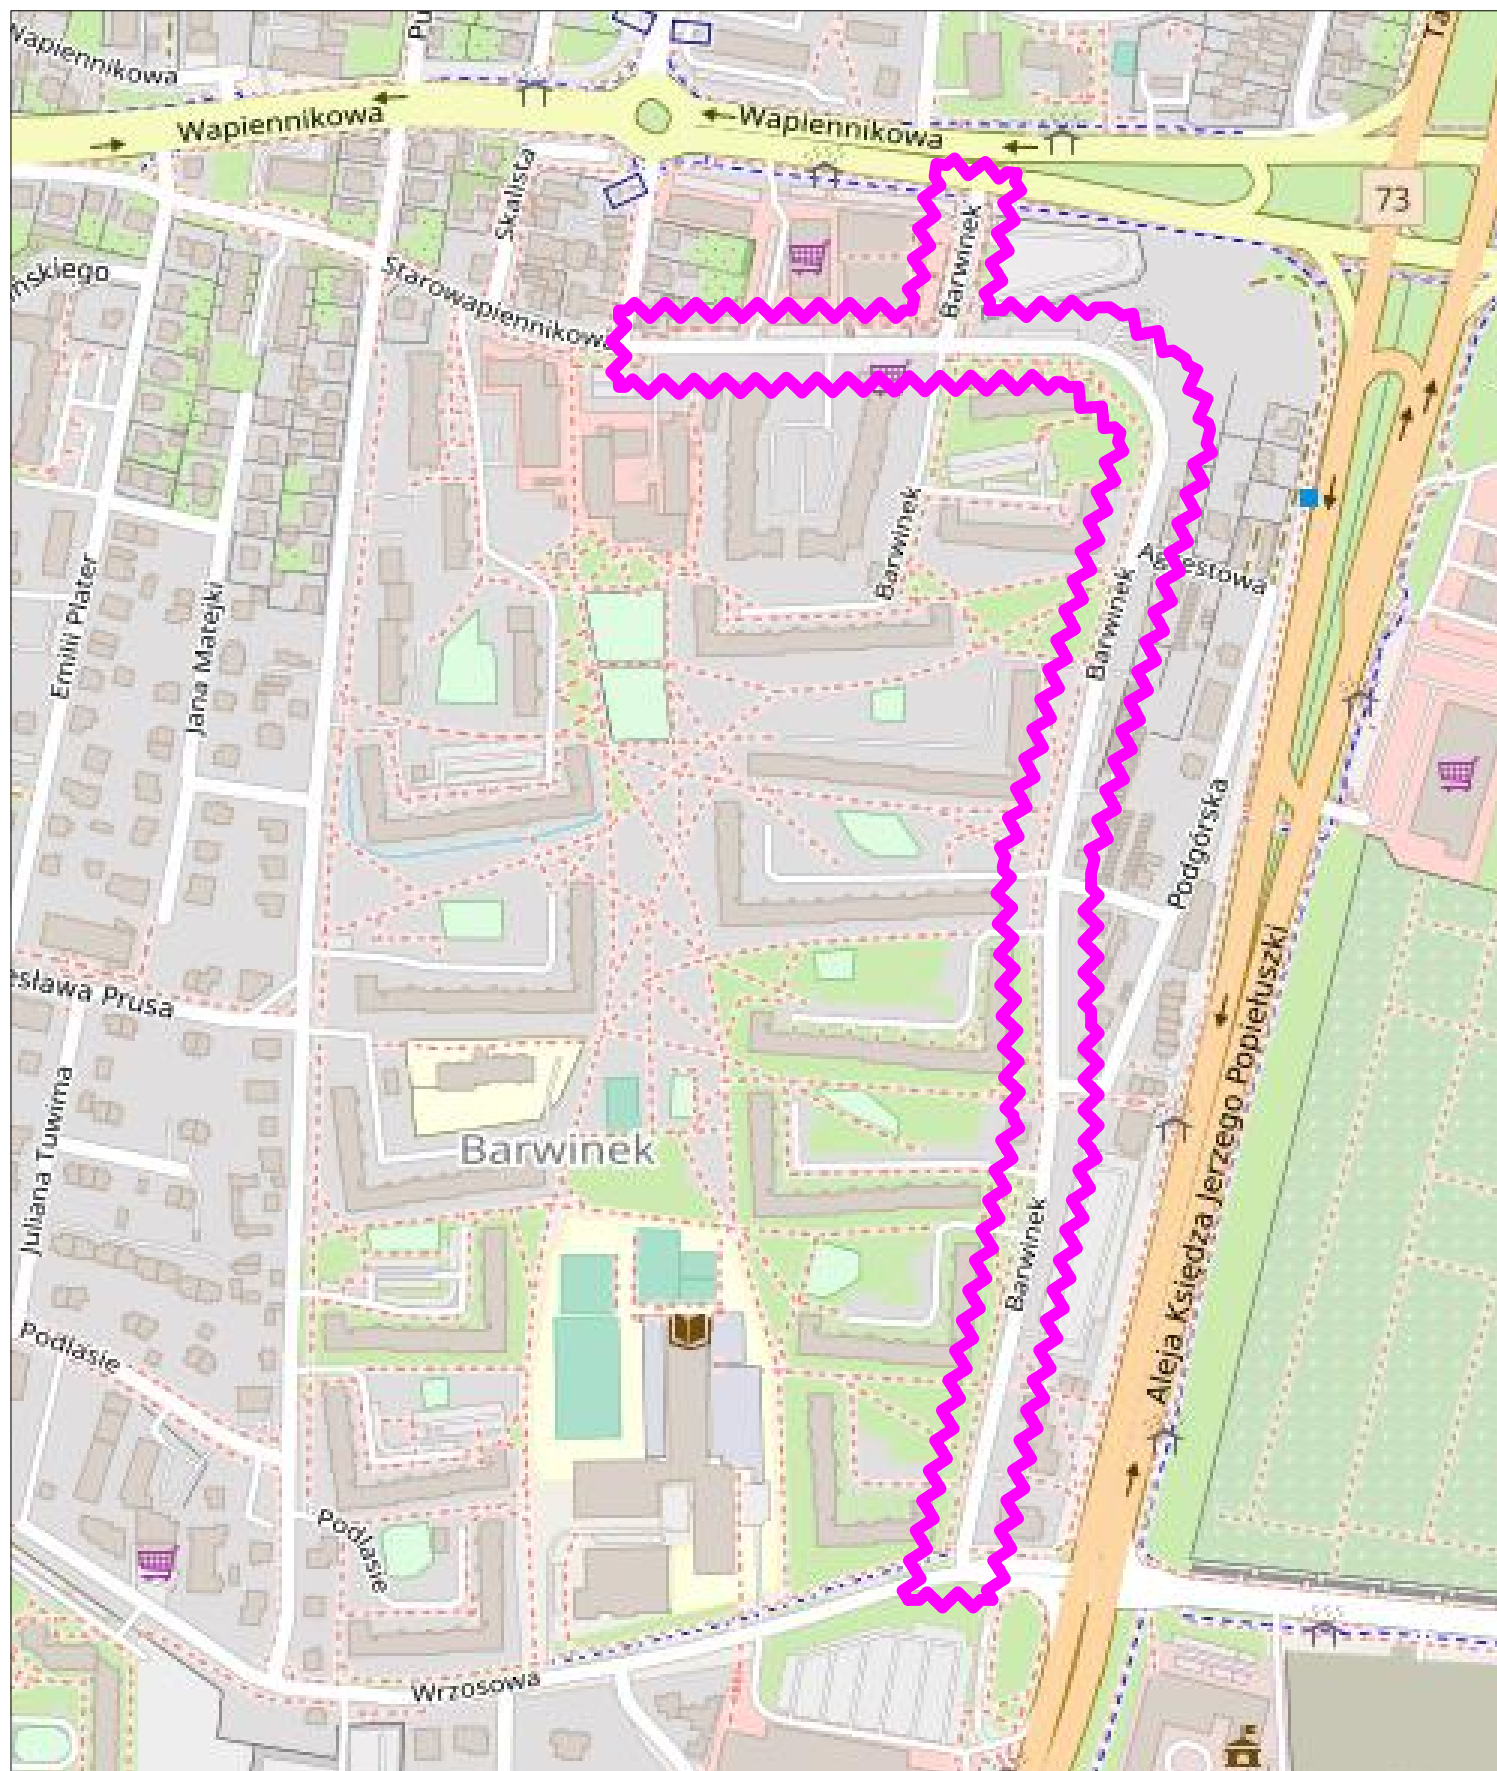 Wapiennikowa
Wapiennikowa
Wapiennikowa
73
Skalista
Barwinek
Starowapiennikowa
Barwinek
Agrestowa
Barwinek
Emilii Plater
Jana Matejki
Podgórska
esława Prusa
Aleja Księdza Jerzego Popiełuszki
Juliana Tuwima
Barwinek
Barwinek
Podlasie
Podlasie
Wrzosowa